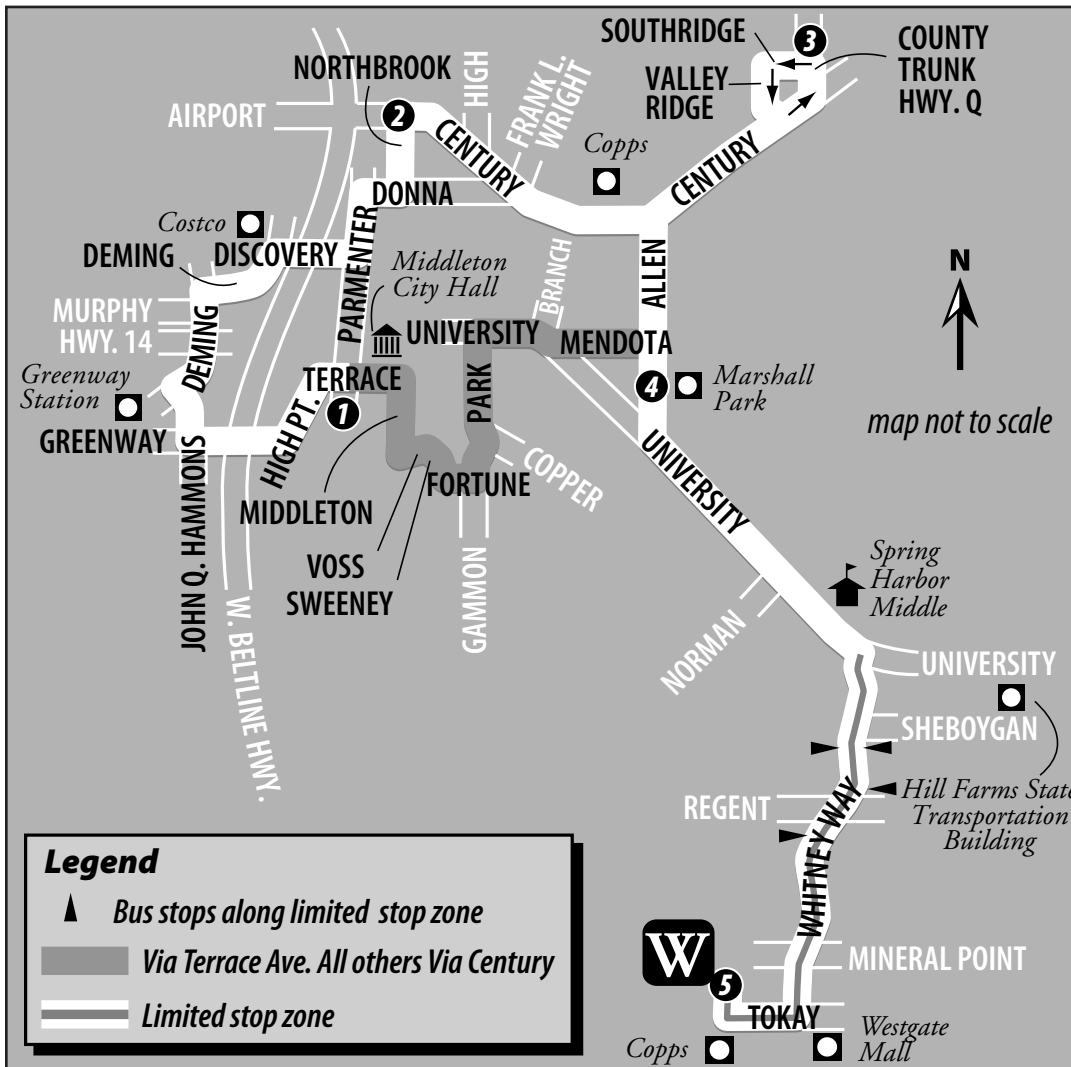 SOUTHRIDGE
3
COUNTY
TRUNK
HWY. Q
VALLEY
RIDGE
NORTHBROOK
HIGH
FRANK L.
WRIGHT
AIRPORT
2
CENTURY
Copps
CENTURY
DONNA
Costco
DEMING
DISCOVERY
PARMENTER
Middleton
City Hall
BRANCH
ALLEN
N
MURPHY
HWY. 14
DEMING
UNIVERSITY
MENDOTA
Greenway
Station
TERRACE
PARK
4
Marshall
Park
map not to scale
1
GREENWAY
HIGH PT.
COPPER
UNIVERSITY
FORTUNE
MIDDLETON
JOHN Q. HAMMONS
VOSS
SWEENEY
GAMMON
W. BELTLINE HWY.
Spring
Harbor
Middle
NORMAN
UNIVERSITY
SHEBOYGAN
Hill Farms State
Transportation
Building
REGENT
WHITNEY WAY
MINERAL POINT
W
5
TOKAY
Copps
Westgate
Mall
Legend
Bus stops along limited stop zone
Via Terrace Ave. All others Via Century
Limited stop zone